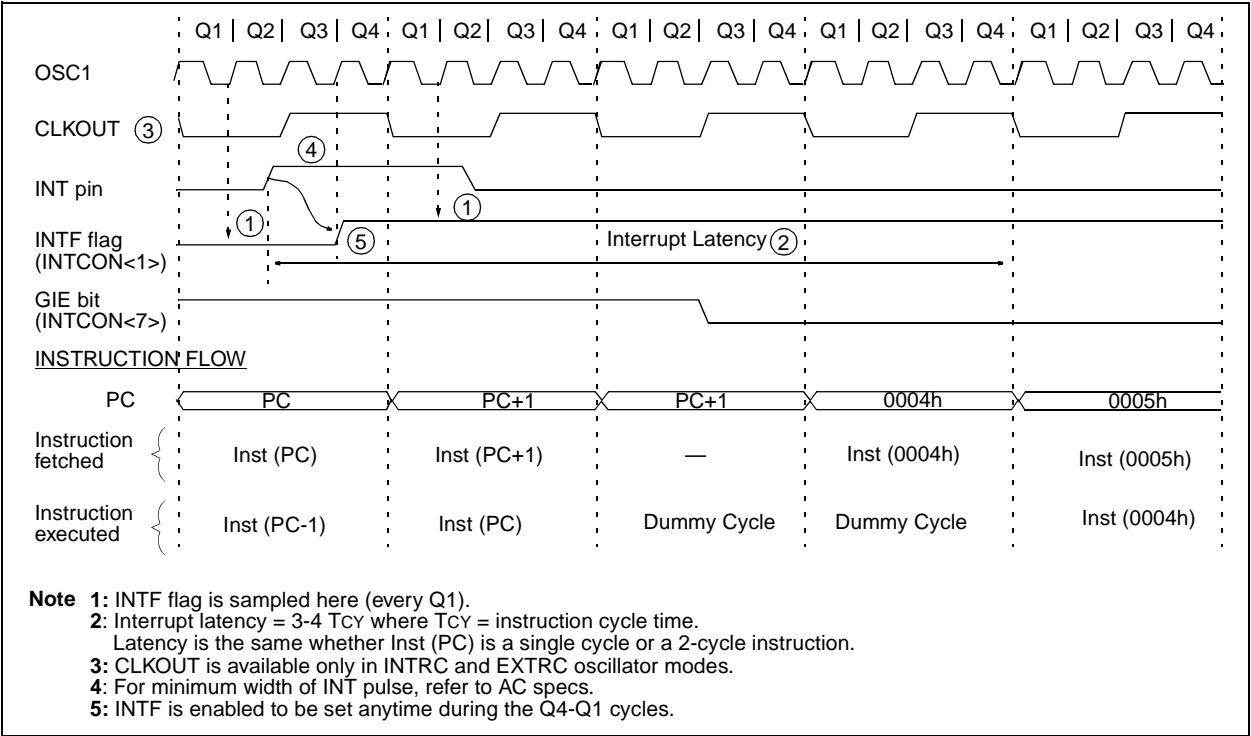 Q1 | Q2 | Q3 | Q4 Q1 | Q2 | Q3 | Q4 Q1 | Q2 | Q3 | Q4 Q1 | Q2 | Q3 | Q4 Q1 | Q2 | Q3 | Q4
OSC1
CLKOUT 3
4
INT pin
1 1
INTF flag
(INTCON<1>)
5
Interrupt Latency 2
GIE bit
(INTCON<7>)
INSTRUCTION FLOW
PC PC PC+1 PC+1 0004h 0005h
Instruction
fetched
Inst (PC) Inst (PC+1) — Inst (0004h) Inst (0005h)
Instruction
executed
Inst (PC-1) Inst (PC) Dummy Cycle Dummy Cycle Inst (0004h)
Note 1: INTF flag is sampled here (every Q1).
2: Interrupt latency = 3-4 TCY where TCY = instruction cycle time.
Latency is the same whether Inst (PC) is a single cycle or a 2-cycle instruction.
3: CLKOUT is available only in INTRC and EXTRC oscillator modes.
4: For minimum width of INT pulse, refer to AC specs.
5: INTF is enabled to be set anytime during the Q4-Q1 cycles.